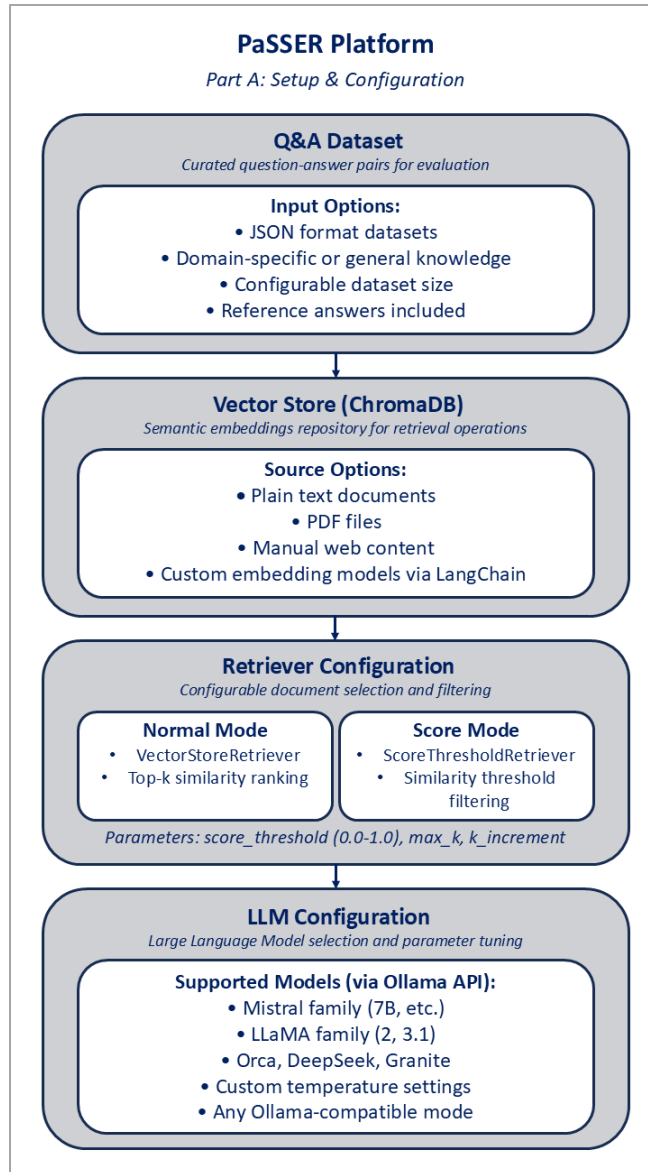 PaSSER Platform
Part A: Setup & Configuration
Q&A Dataset
Curated question-answer pairs for evaluation
Input Options:
• JSON format datasets
• Domain-specific or general knowledge
• Configurable dataset size
• Reference answers included
Vector Store (ChromaDB)
Semantic embeddings repository for retrieval operations
Source Options:
• Plain text documents
• PDF files
• Manual web content
• Custom embedding models via LangChain
Retriever Configuration
Configurable document selection and filtering
Normal Mode
• VectorStoreRetriever
• Top-k similarity ranking
Score Mode
• ScoreThresholdRetriever
• Similarity threshold
filtering
Parameters: score_threshold (0.0-1.0), max_k, k_increment
LLM Configuration
Large Language Model selection and parameter tuning
Supported Models (via Ollama API):
• Mistral family (7B, etc.)
• LLaMA family (2, 3.1)
• Orca, DeepSeek, Granite
• Custom temperature settings
• Any Ollama-compatible mode